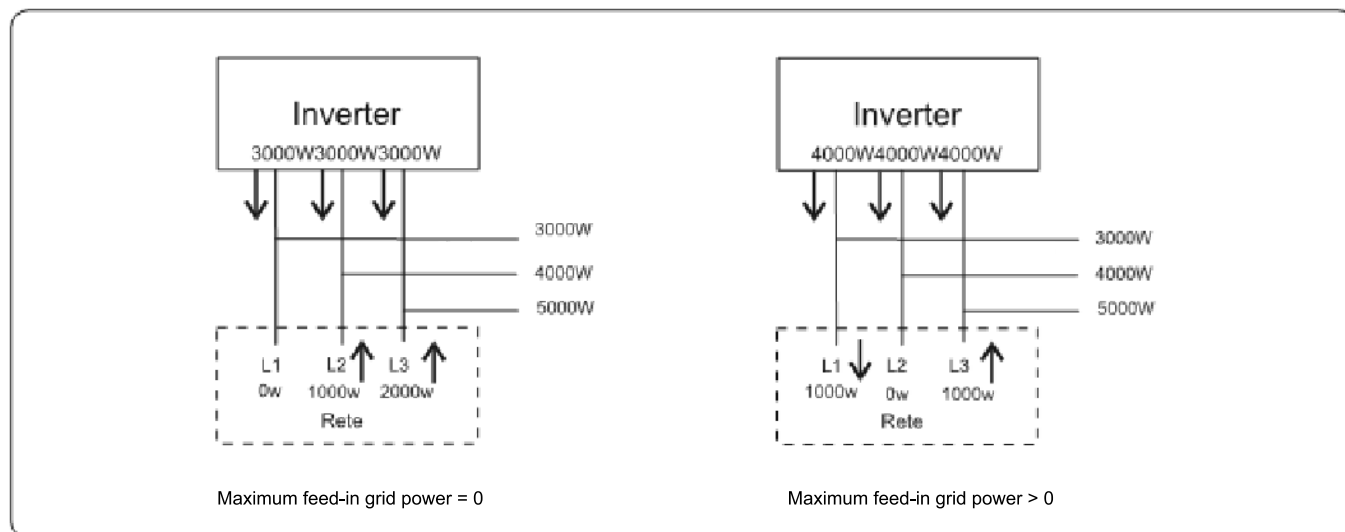 Inverter
3000W3000W3000W
3000W
4000W
5000W
L1 L2 L3
0w 1000w 2000w
Rete
Maximum feed-in grid power = 0
Inverter
4000W4000W4000W
3000W
4000W
5000W
L1 L2 L3
1000w 0w 1000w
Rete
Maximum feed-in grid power > 0